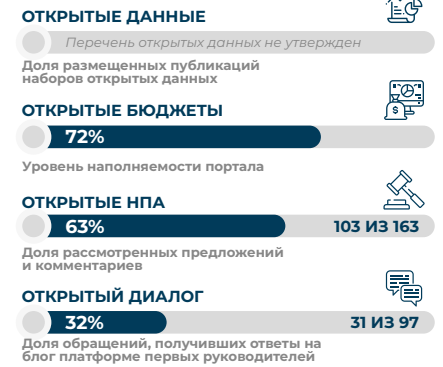 ОТКРЫТЫЕ ДАННЫЕ
Перечень открытых данных не утвержден
Доля размещенных публикаций
наборов открытых данных
ОТКРЫТЫЕ БЮДЖЕТЫ
72%
Уровень наполняемости портала
ОТКРЫТЫЕ НПА
63% 103 ИЗ 163
Доля рассмотренных предложений
и комментариев
ОТКРЫТЫЙ ДИАЛОГ
32% 31 ИЗ 97
Доля обращений, получивших ответы на
блог платформе первых руководителей